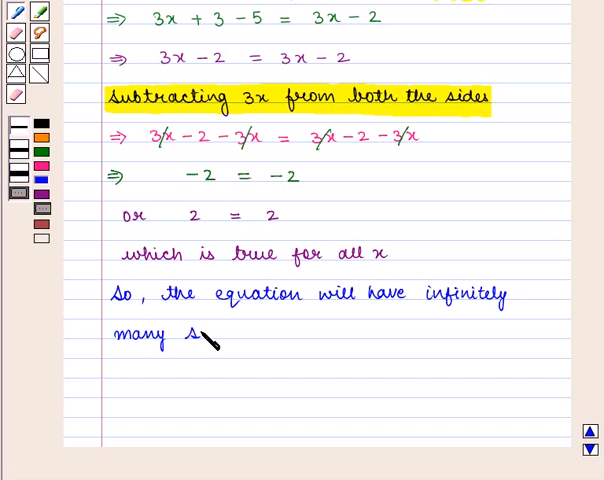 ⇒ 3x + 3 - 5 = 3x - 2
⇒ 3x - 2 = 3x - 2
Subtracting 3x from both the sides
⇒ 3x - 2 - 3x = 3x - 2 - 3x
⇒ -2 = -2
or 2 = 2
which is true for all x
So, the equation will have infinitely
many s